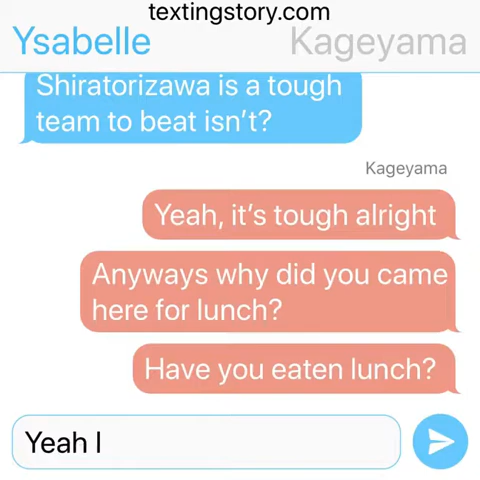 textingstory.com
Ysabelle Kageyama
Shiratorizawa is a tough
team to beat isn't?
Kageyama
Yeah, it's tough alright
Anyways why did you came
here for lunch?
Have you eaten lunch?
Yeah I